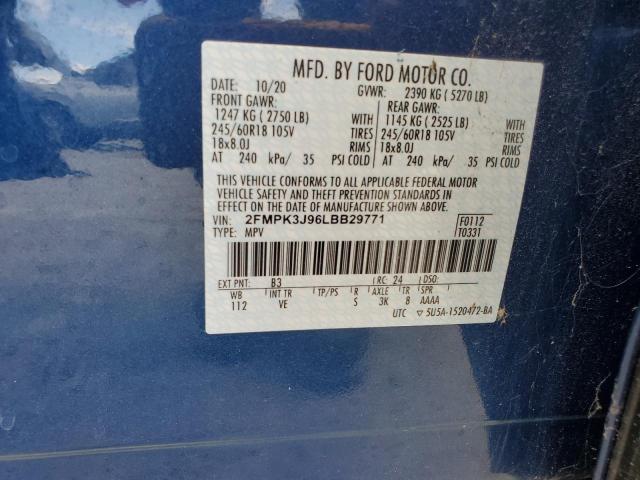 MFD. BY FORD MOTOR CO.
DATE: 10/20 GVWR: 2390 KG ( 5270 LB)
FRONT GAWR: REAR GAWR:
1247 KG ( 2750 LB) WITH 1145 KG ( 2525 LB) WITH
245/60R18 105V TIRES 245/60R18 105V TIRES
18x8.0J RIMS 18x8.0J RIMS
AT 240 kPa/ 35 PSI COLD AT 240 kPa/ 35 PSI COLD
THIS VEHICLE CONFORMS TO ALL APPLICABLE FEDERAL MOTOR
VEHICLE SAFETY AND THEFT PREVENTION STANDARDS IN EFFECT
ON THE DATE OF MANUFACTURE SHOWN ABOVE.
VIN: 2FMPK3J96LBB29771 F0112
TYPE: MPV T0331
EXT PNT: B3 RC: 24 DSO:
WB INT TR TP/PS R AXLE TR SPR
112 VE S 3K 8 AAAA
UTC 5U5A-1520472-BA